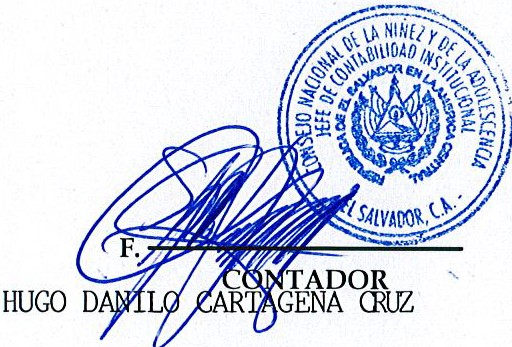 CONSEJO NACIONAL DE LA NIÑEZ Y DE LA ADOLESCENCIA
JEFE DE CONTABILIDAD INSTITUCIONAL
REPUBLICA DE EL SALVADOR EN LA AMERICA CENTRAL
EL SALVADOR, C.A.
F.
CONTADOR
HUGO DANILO CARTAGENA CRUZ